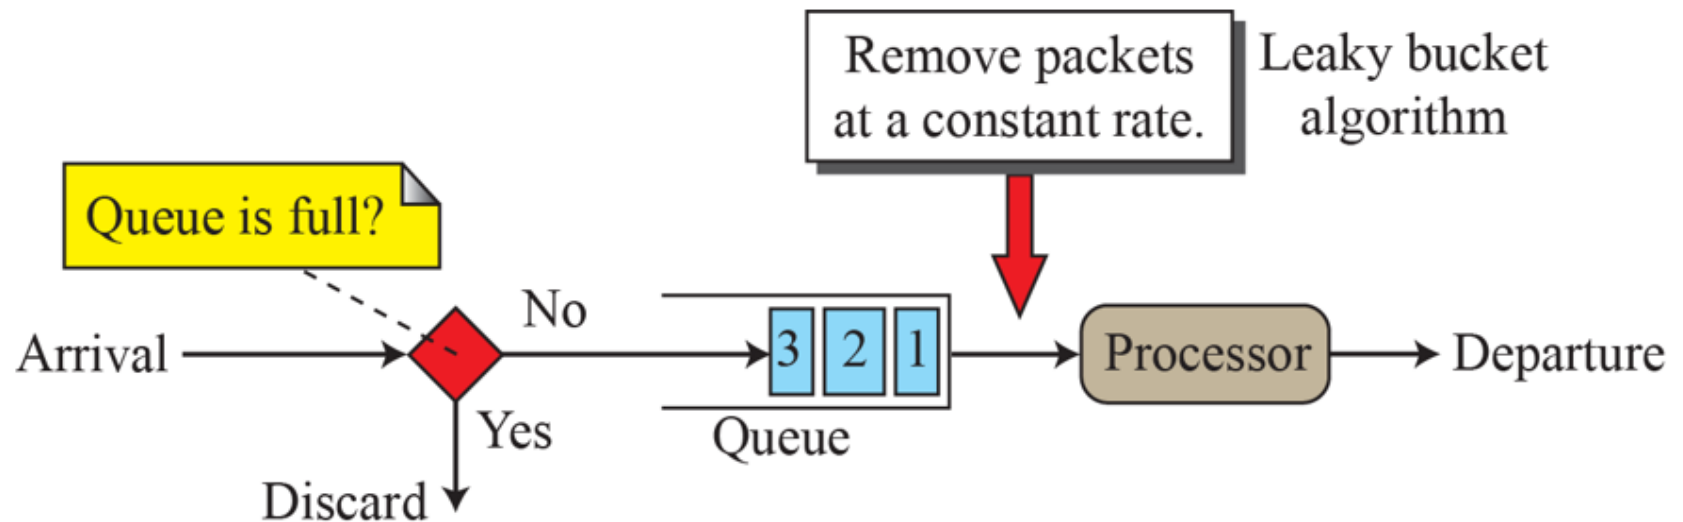 Remove packets
at a constant rate.
Leaky bucket
algorithm
Queue is full?
No
Arrival
3 2 1
Processor
Departure
Yes
Queue
Discard